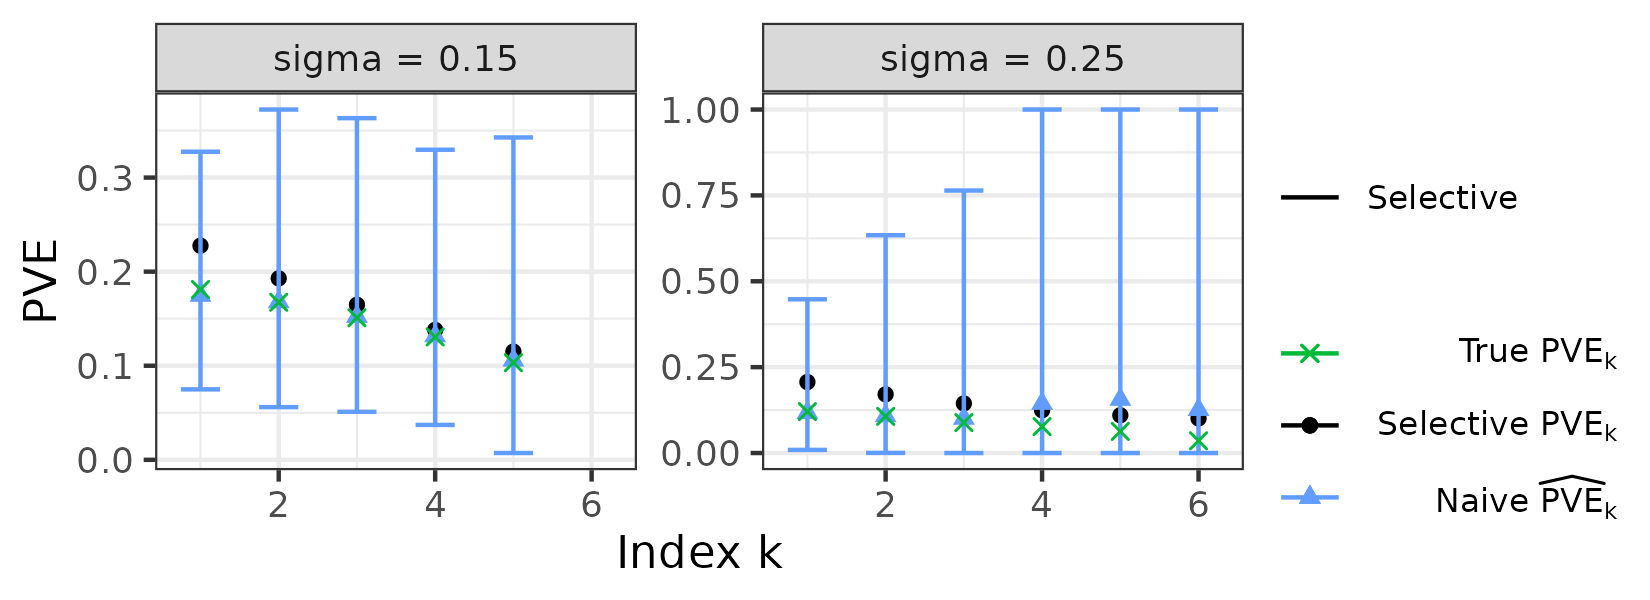 sigma = 0.15
sigma = 0.25
PVE
0.3
0.2
0.1
0.0
1.00
0.75
0.50
0.25
0.00
2 4 6
2 4 6
Index k
Selective
True PVEₖ
Selective PVEₖ
Naive P͡VEₖ